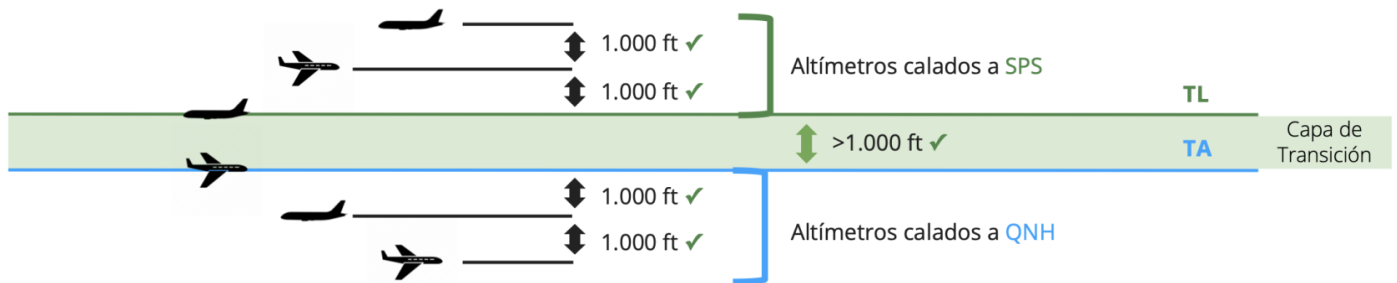 1.000 ft ✓
Altímetros calados a SPS
1.000 ft ✓
TL
>1.000 ft ✓
TA
Capa de
Transición
1.000 ft ✓
Altímetros calados a QNH
1.000 ft ✓